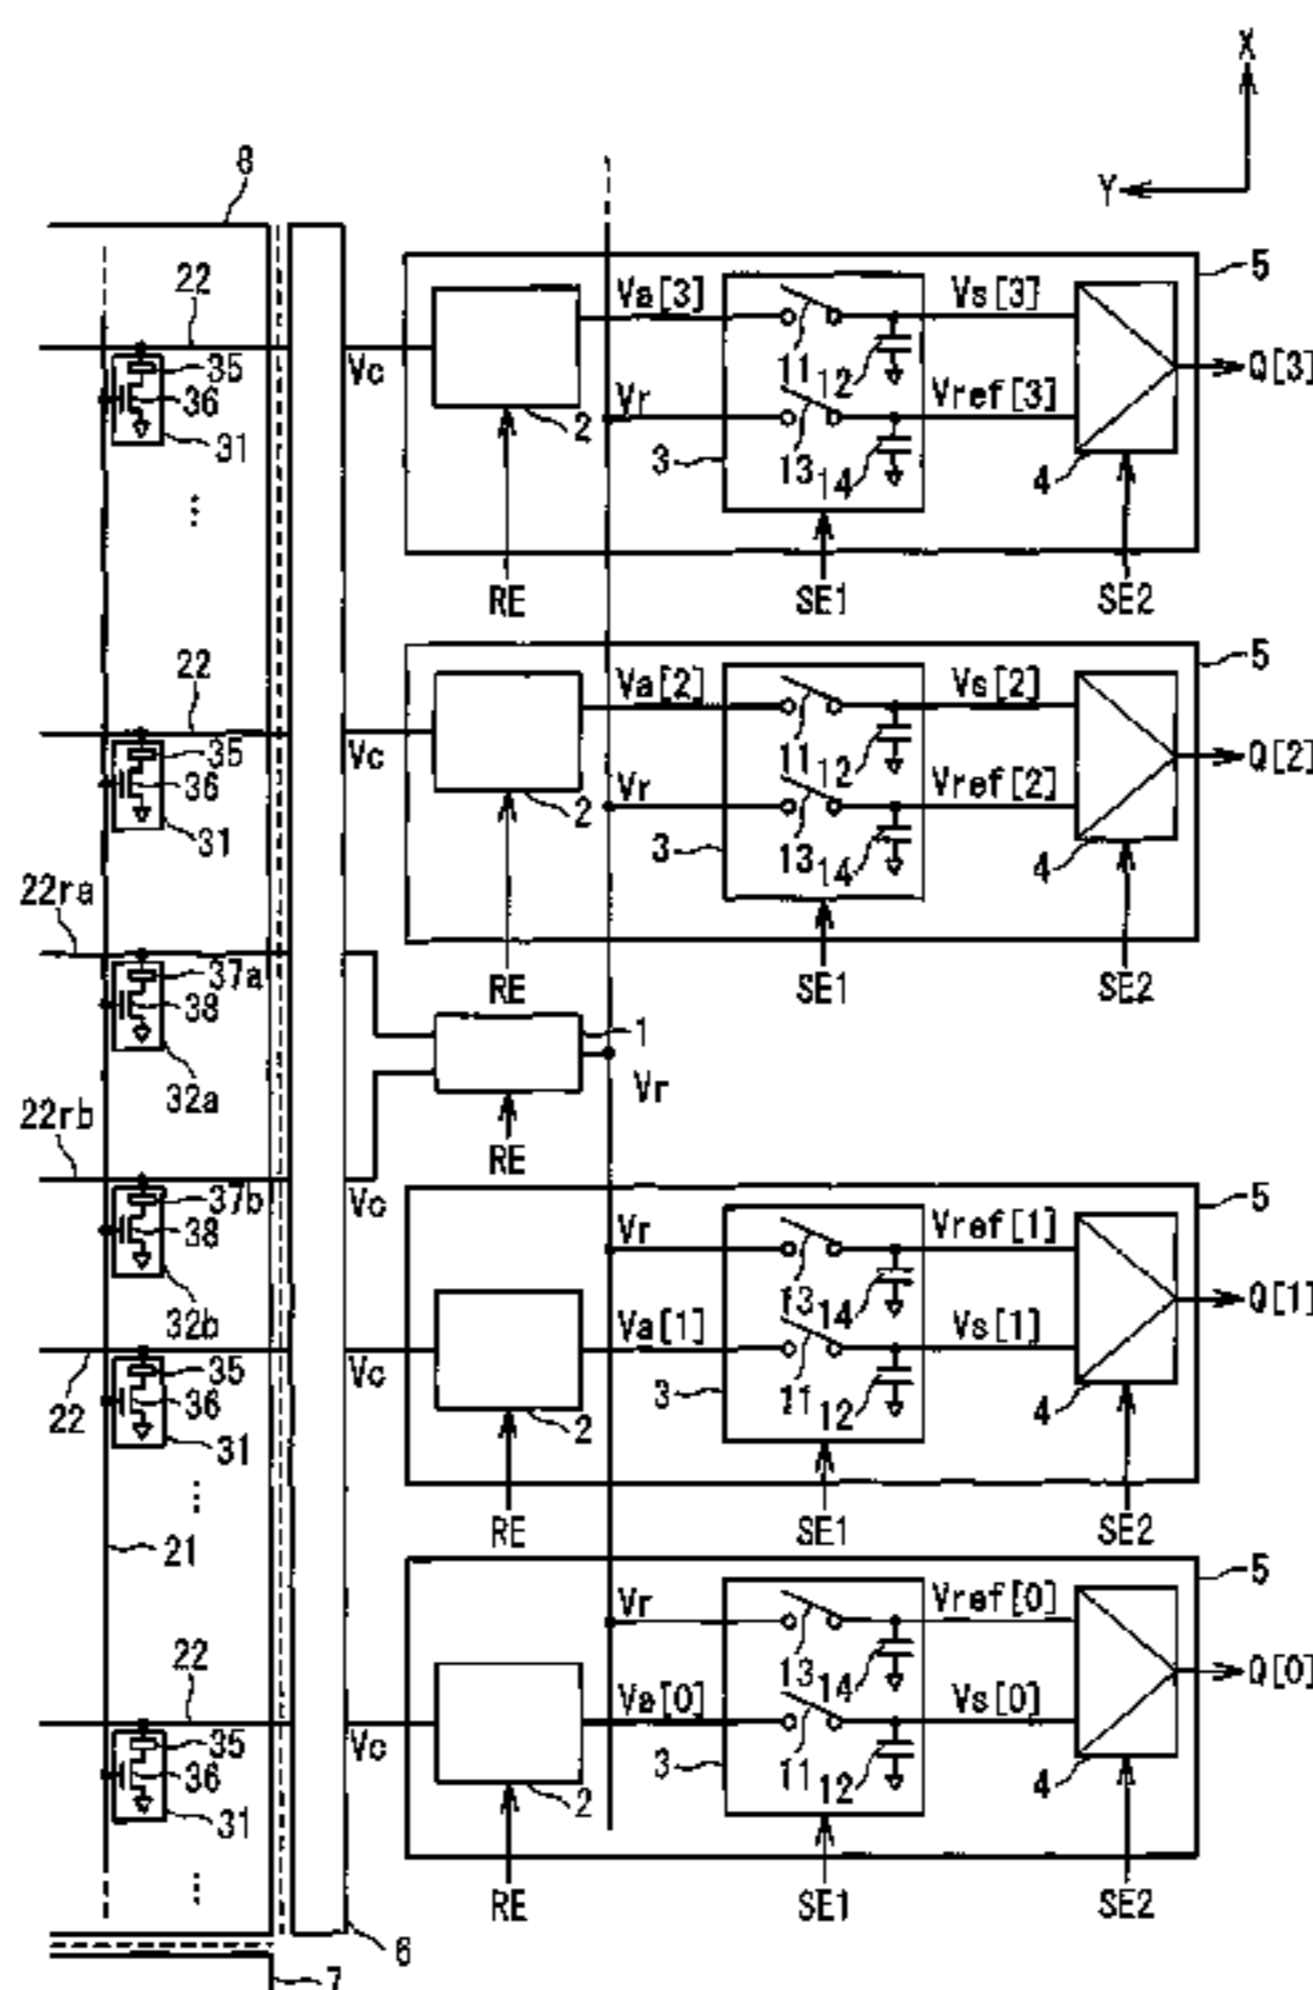 X
8
Y
5
22
Va[3]
Vs[3]
35
Vc
11 12
Q[3]
36
Vr
Vref[3]
31
2
3
13 14
4
RE
SE1
SE2
5
22
Va[2]
Vs[2]
35
Vc
11 12
Q[2]
36
Vr
Vref[2]
31
2
3
13 14
4
22ra
37a
RE
SE1
SE2
38
1
32a
Vr
22rb
RE
37b
Vc
5
38
Vr
Vref[1]
32b
13 14
Q[1]
35
Va[1]
Vs[1]
22
36
Vc
3
11 12
4
31
2
RE
SE1
SE2
21
5
Vr
Vref[0]
22
13 14
Q[0]
35
Va[0]
Vs[0]
36
Vc
3
11 12
4
31
2
RE
SE1
SE2
6
7